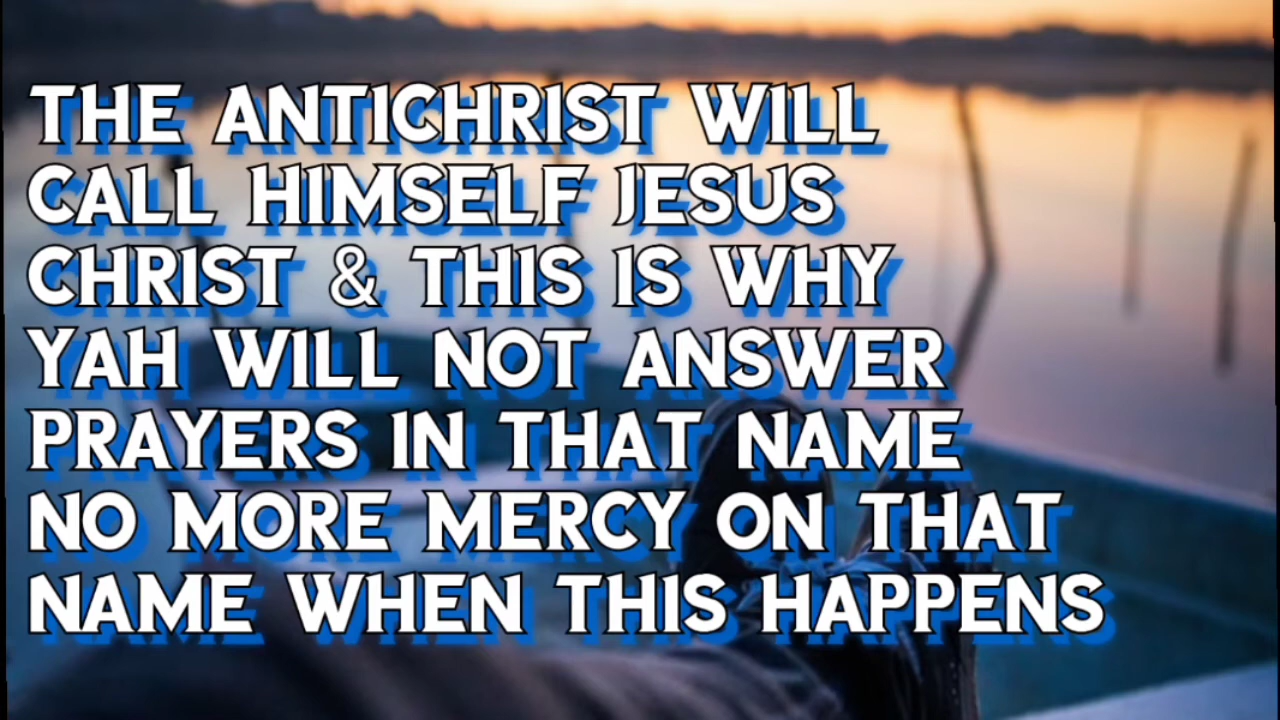 THE ANTICHRIST WILL
CALL HIMSELF JESUS
CHRIST & THIS IS WHY
YAH WILL NOT ANSWER
PRAYERS IN THAT NAME
NO MORE MERCY ON THAT
NAME WHEN THIS HAPPENS